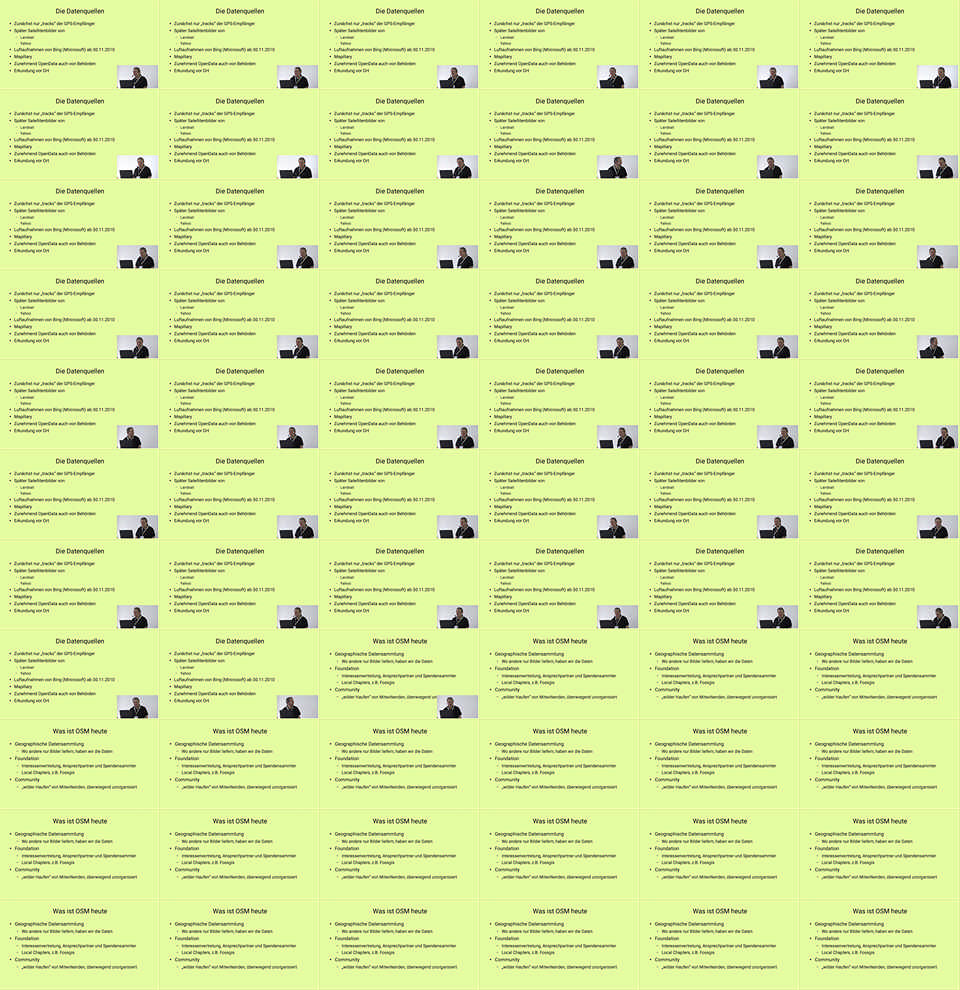 Die Datenquellen
• Zunächst nur „tracks“ der GPS-Empfänger
• Später Satellitenbilder von
– Landsat
– Yahoo
• Luftaufnahmen von Bing (Microsoft) ab 30.11.2010
• Mapillary
• Zunehmend OpenData auch von Behörden
• Erkundung vor Ort
Was ist OSM heute
• Geographische Datensammlung
– Wo andere nur Bilder liefern, haben wir die Daten
• Foundation
– Interessenvertretung, Ansprechpartner und Spendensammler
– Local Chapters, z.B. Fossgis
• Community
– „wilder Haufen“ von Mitwirkenden, überwiegend unorganisiert